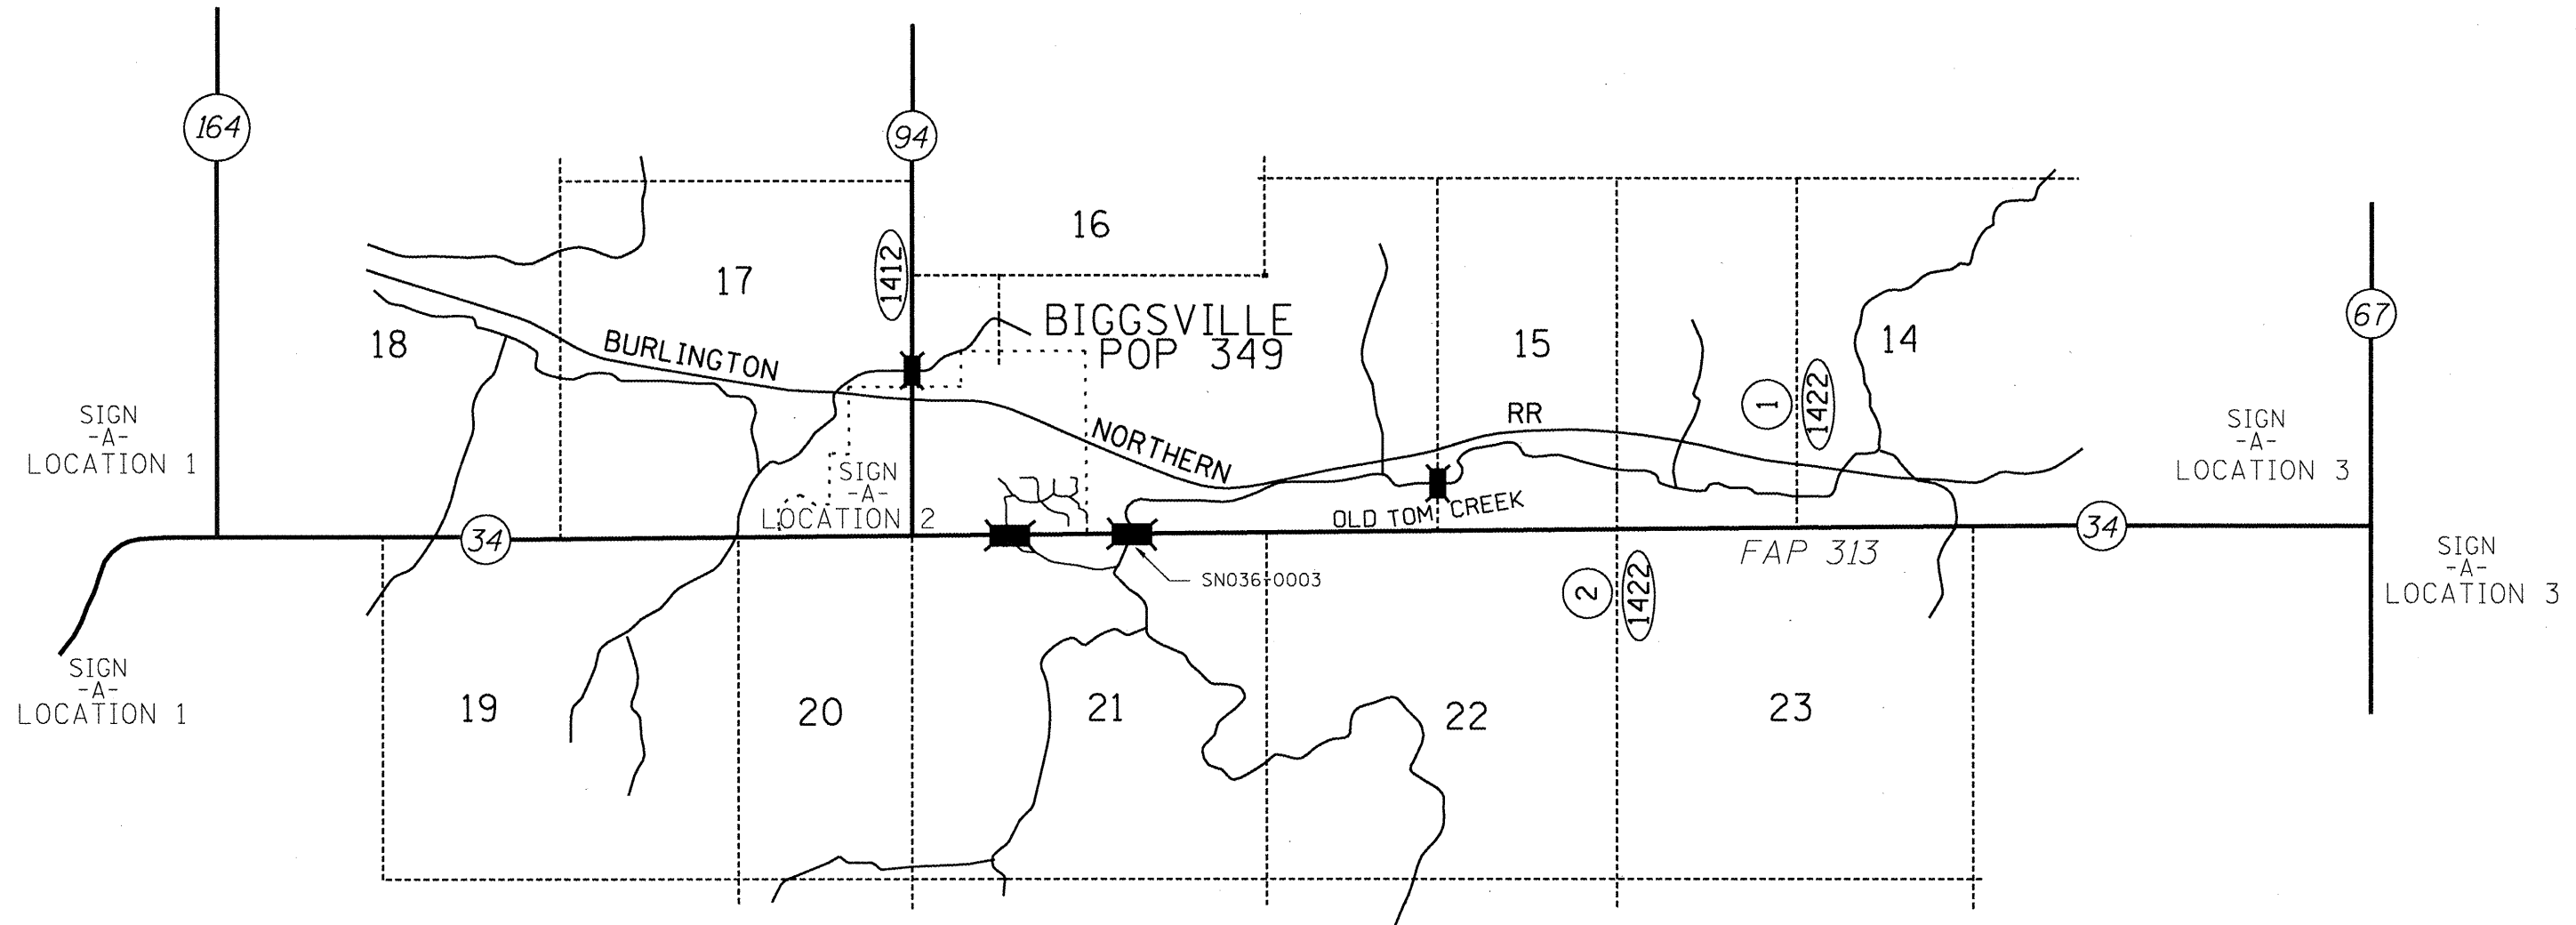 164
94
16
17
1412
BIGGSVILLE
POP 349
67
18
BURLINGTON
15
14
1
1422
RR
NORTHERN
SIGN
-A-
LOCATION 1
SIGN
-A-
LOCATION 2
SIGN
-A-
LOCATION 3
OLD TOM CREEK
34
34
FAP 313
SN036-0003
2
1422
SIGN
-A-
LOCATION 3
SIGN
-A-
LOCATION 1
19
20
21
22
23